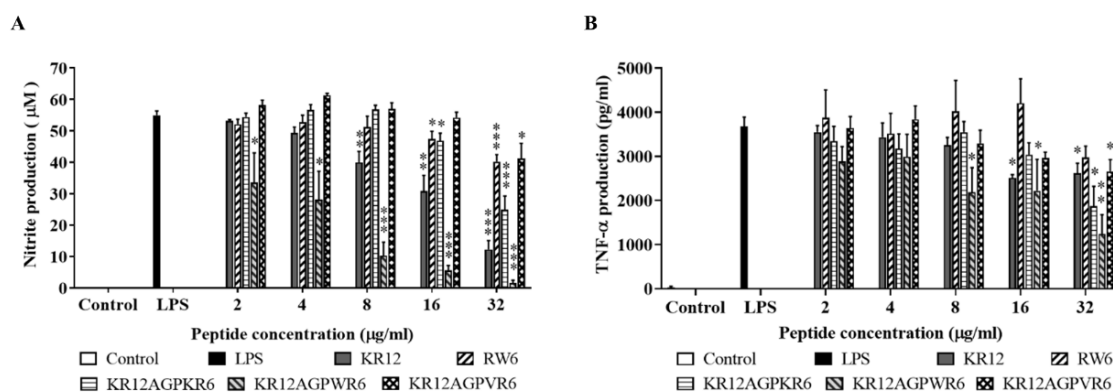 A
B
Nitrite production ( μM )
70
60
50
40
30
20
10
0
* * ** *** ** * * *** *** *** *** *** *
Control LPS 2 4 8 16 32
Peptide concentration (μg/ml)
Control LPS KR12 RW6
KR12AGPKR6 KR12AGPWR6 KR12AGPVR6
TNF-α production (pg/ml)
5000
4000
3000
2000
1000
0
* * * * * ** *
Control LPS 2 4 8 16 32
Peptide concentration (μg/ml)
Control LPS KR12 RW6
KR12AGPKR6 KR12AGPWR6 KR12AGPVR6